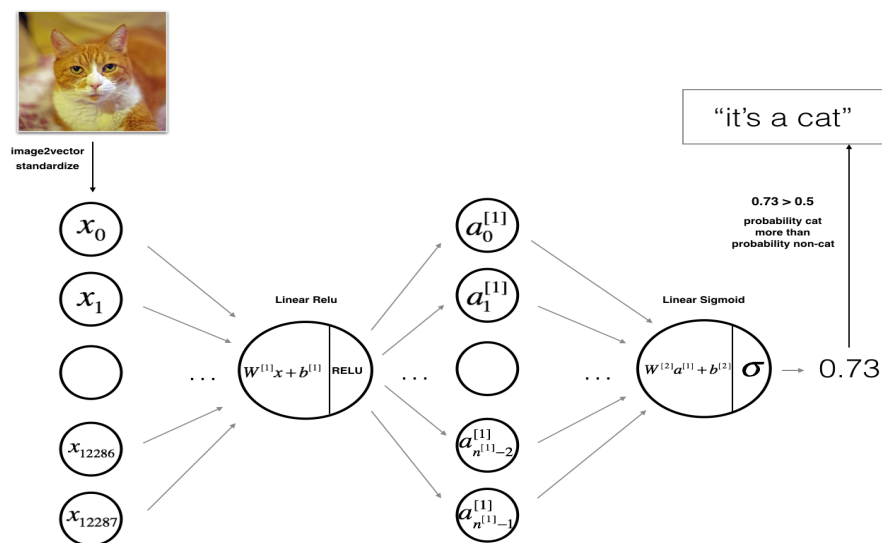 “it’s a cat”
image2vector
standardize
0.73 > 0.5
probability cat
more than
probability non-cat
x₀
a₀^[1]
x₁
Linear Relu
a₁^[1]
Linear Sigmoid
W^[1]x + b^[1]
RELU
W^[2]a^[1] + b^[2]
σ
0.73
. . .
. . .
. . .
x₁₂₂₈₆
a^[1]_{n^[1]−2}
x₁₂₂₈₇
a^[1]_{n^[1]−1}